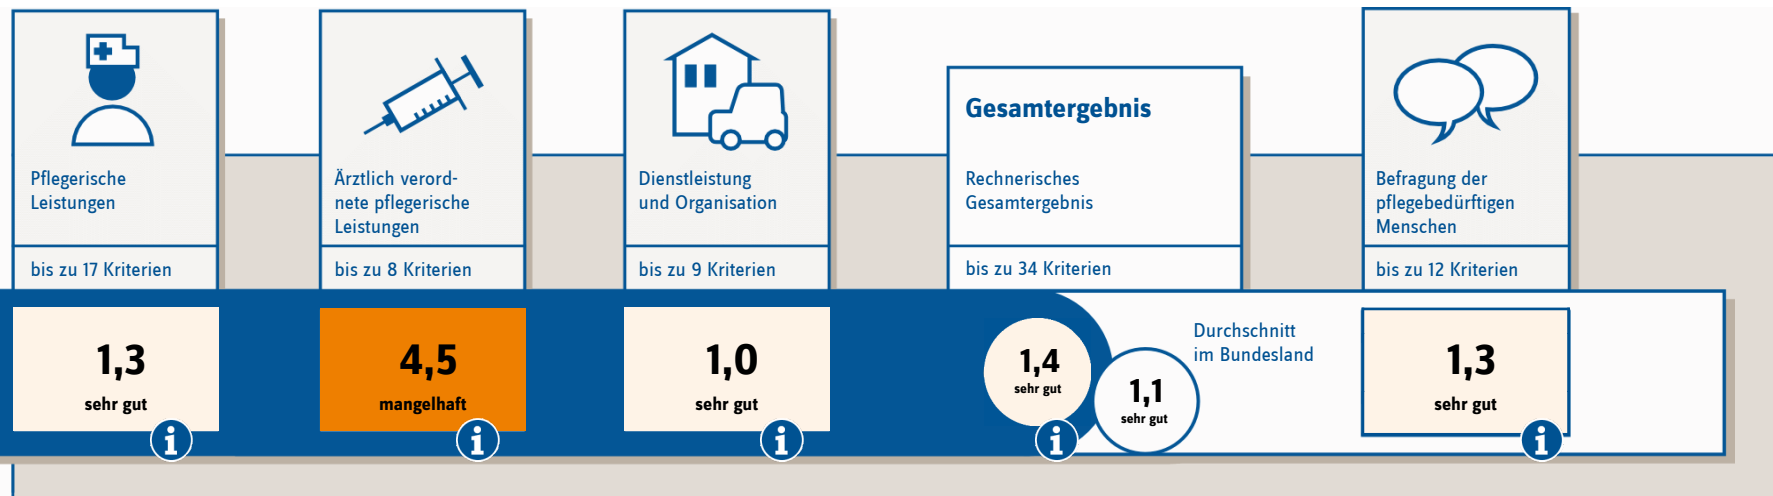 Pflegerische
Leistungen
bis zu 17 Kriterien
1,3
sehr gut
i
Ärztlich verord-
nete pflegerische
Leistungen
bis zu 8 Kriterien
4,5
mangelhaft
i
Dienstleistung
und Organisation
bis zu 9 Kriterien
1,0
sehr gut
i
Gesamtergebnis
Rechnerisches
Gesamtergebnis
bis zu 34 Kriterien
1,4
sehr gut
i
1,1
sehr gut
Durchschnitt
im Bundesland
Befragung der
pflegebedürftigen
Menschen
bis zu 12 Kriterien
1,3
sehr gut
i